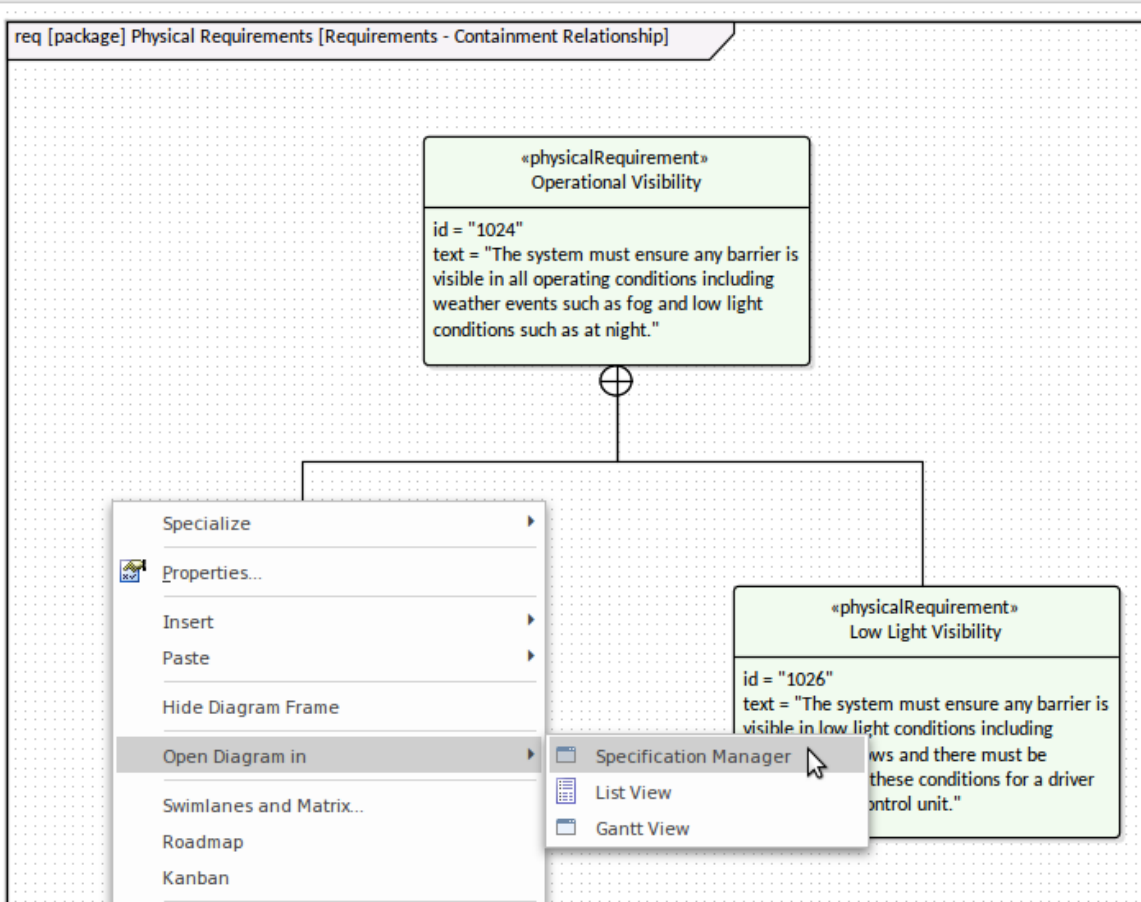 req [package] Physical Requirements [Requirements - Containment Relationship]
«physicalRequirement»
Operational Visibility
id = "1024"
text = "The system must ensure any barrier is
visible in all operating conditions including
weather events such as fog and low light
conditions such as at night."
Specialize
Properties...
Insert
Paste
Hide Diagram Frame
Open Diagram in
Swimlanes and Matrix...
Roadmap
Kanban
Specification Manager
List View
Gantt View
«physicalRequirement»
Low Light Visibility
id = "1026"
text = "The system must ensure any barrier is
visible in low light conditions including
and there must be
these conditions for a driver
unit."